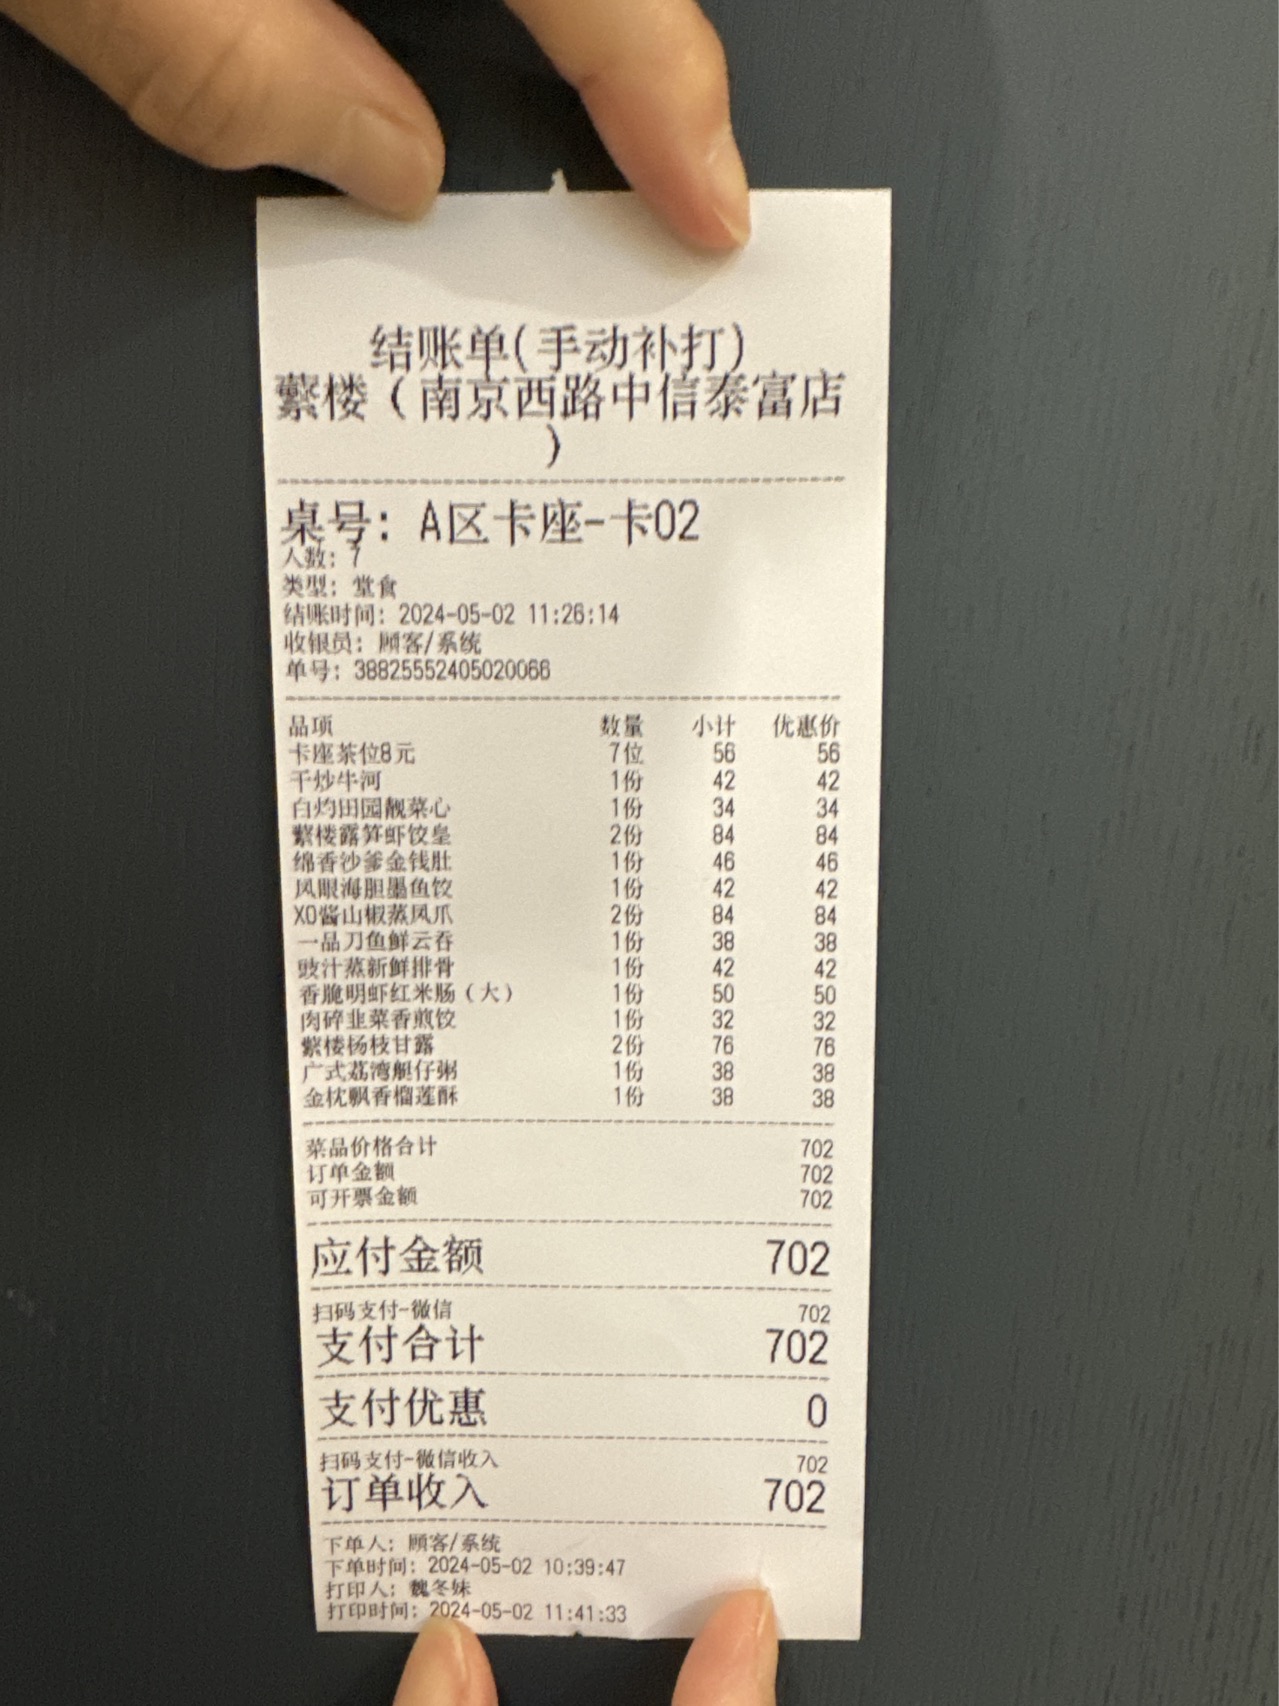 结账单(手动补打)
蘩楼（南京西路中信泰富店
）
桌号: A区卡座-卡02
人数: 7
类型: 堂食
结账时间: 2024-05-02 11:26:14
收银员: 顾客/系统
单号: 38825552405020066
品项 数量 小计 优惠价
卡座茶位8元 7位 56 56
干炒牛河 1份 42 42
白灼田园靓菜心 1份 34 34
蘩楼露笋虾饺皇 2份 84 84
绵香沙爹金钱肚 1份 46 46
凤眼海胆墨鱼饺 1份 42 42
XO酱山椒蒸凤爪 2份 84 84
一品刀鱼鲜云吞 1份 38 38
豉汁蒸新鲜排骨 1份 42 42
香脆明虾红米肠（大） 1份 50 50
肉碎韭菜香煎饺 1份 32 32
蘩楼杨枝甘露 2份 76 76
广式荔湾艇仔粥 1份 38 38
金枕飘香榴莲酥 1份 38 38
菜品价格合计 702
订单金额 702
可开票金额 702
应付金额 702
扫码支付-微信 702
支付合计 702
支付优惠 0
扫码支付-微信收入 702
订单收入 702
下单人: 顾客/系统
下单时间: 2024-05-02 10:39:47
打印人: 魏冬妹
打印时间: 2024-05-02 11:41:33